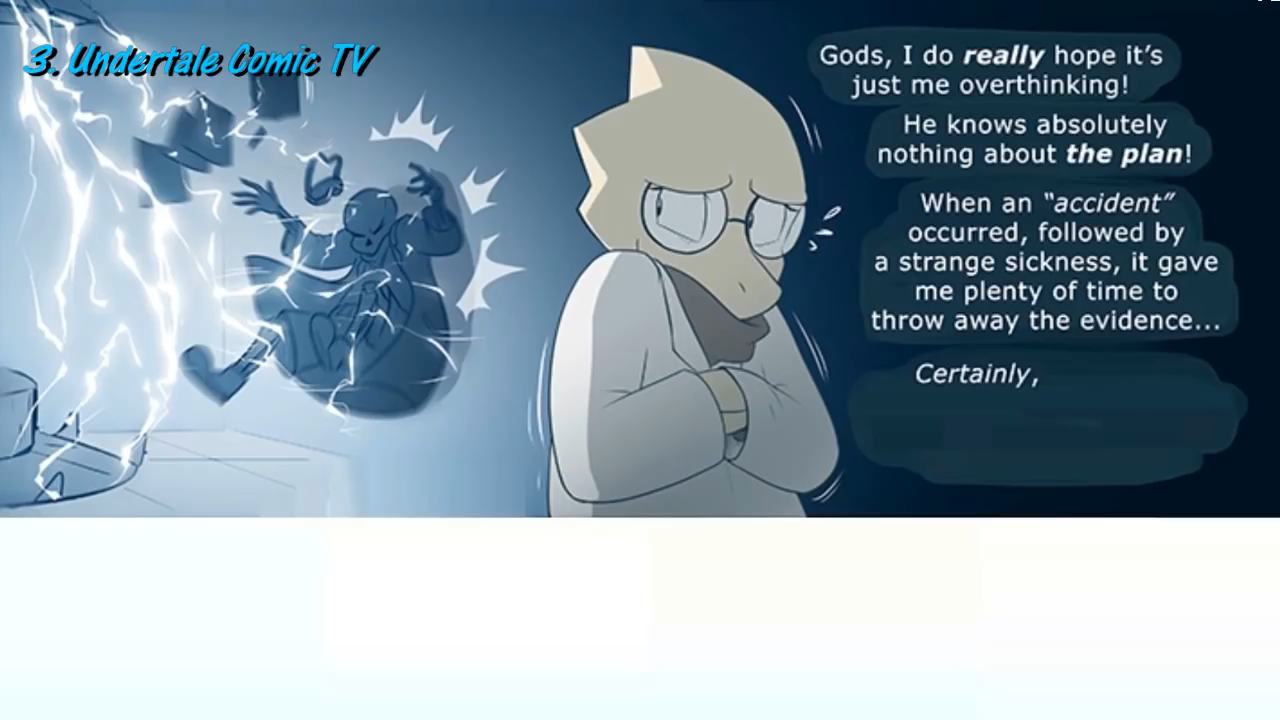 3. Undertale Comic TV
Gods, I do really hope it's
just me overthinking!
He knows absolutely
nothing about the plan!
When an "accident"
occurred, followed by
a strange sickness, it gave
me plenty of time to
throw away the evidence...
Certainly,